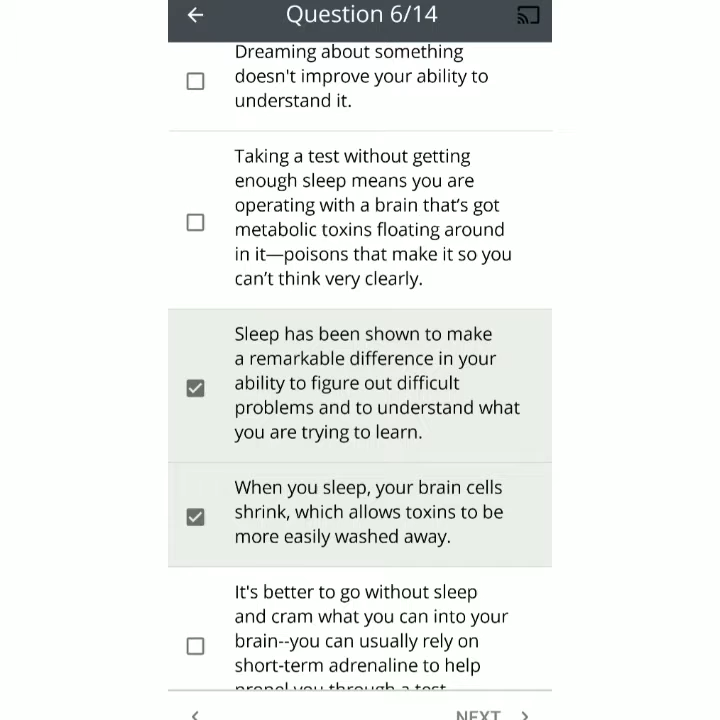 Question 6/14
Dreaming about something
doesn't improve your ability to
understand it.
Taking a test without getting
enough sleep means you are
operating with a brain that's got
metabolic toxins floating around
in it—poisons that make it so you
can't think very clearly.
Sleep has been shown to make
a remarkable difference in your
ability to figure out difficult
problems and to understand what
you are trying to learn.
When you sleep, your brain cells
shrink, which allows toxins to be
more easily washed away.
It's better to go without sleep
and cram what you can into your
brain--you can usually rely on
short-term adrenaline to help
propel you through a test
NEXT